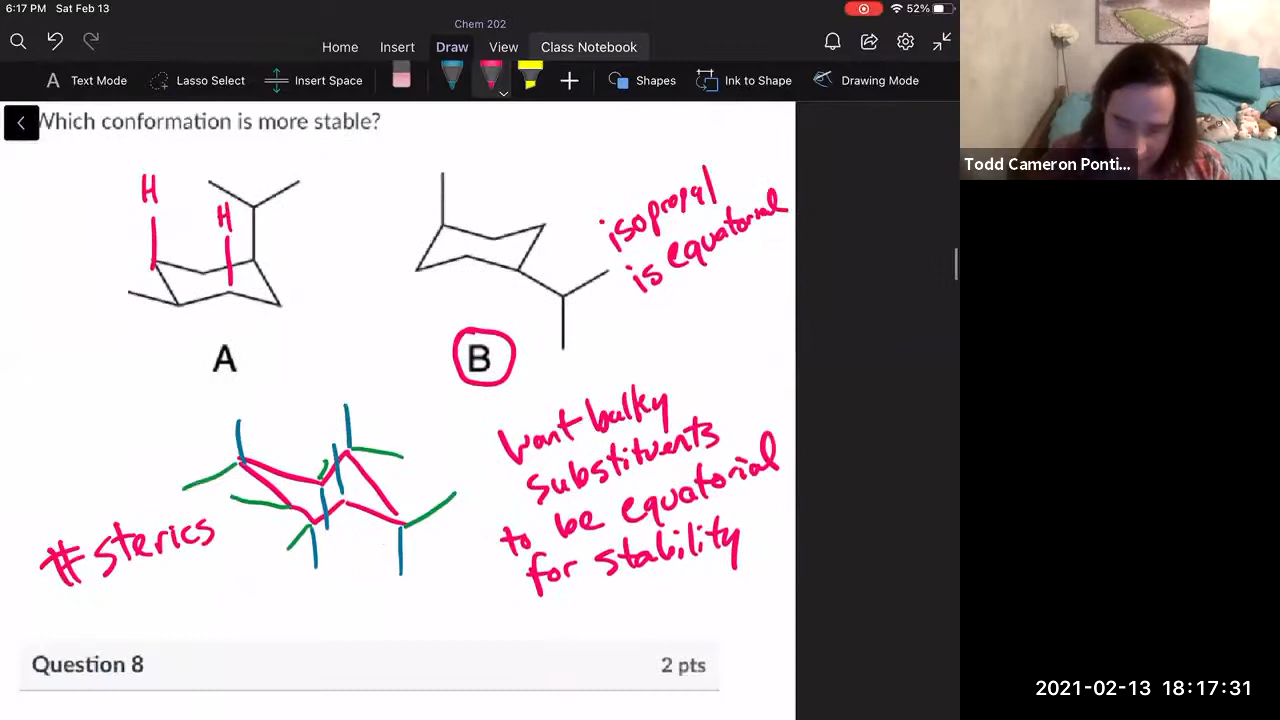 6:17 PM Sat Feb 13
52%
Chem 202
Home Insert Draw View Class Notebook
Text Mode Lasso Select Insert Space Shapes Ink to Shape Drawing Mode
Which conformation is more stable?
H
H
isopropyl
is equatorial
A
B
want bulky
substituents
to be equatorial
for stability
#sterics
Question 8 2 pts
Todd Cameron Ponti...
2021-02-13 18:17:31